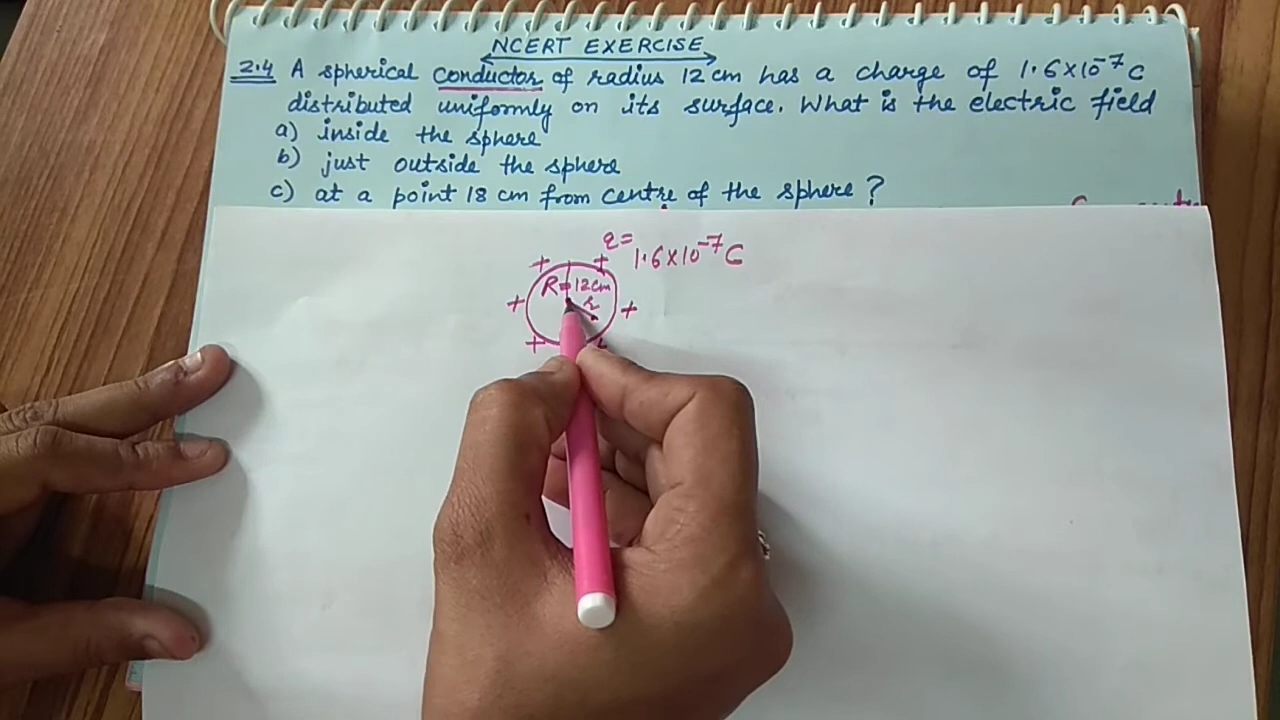 NCERT EXERCISE
2.4 A spherical conductor of radius 12 cm has a charge of 1.6×10⁻⁷ C
distributed uniformly on its surface. What is the electric field
a) inside the sphere
b) just outside the sphere
c) at a point 18 cm from centre of the sphere ?
q=
1.6×10⁻⁷ C
+ +
R=12cm
r
+ +
+